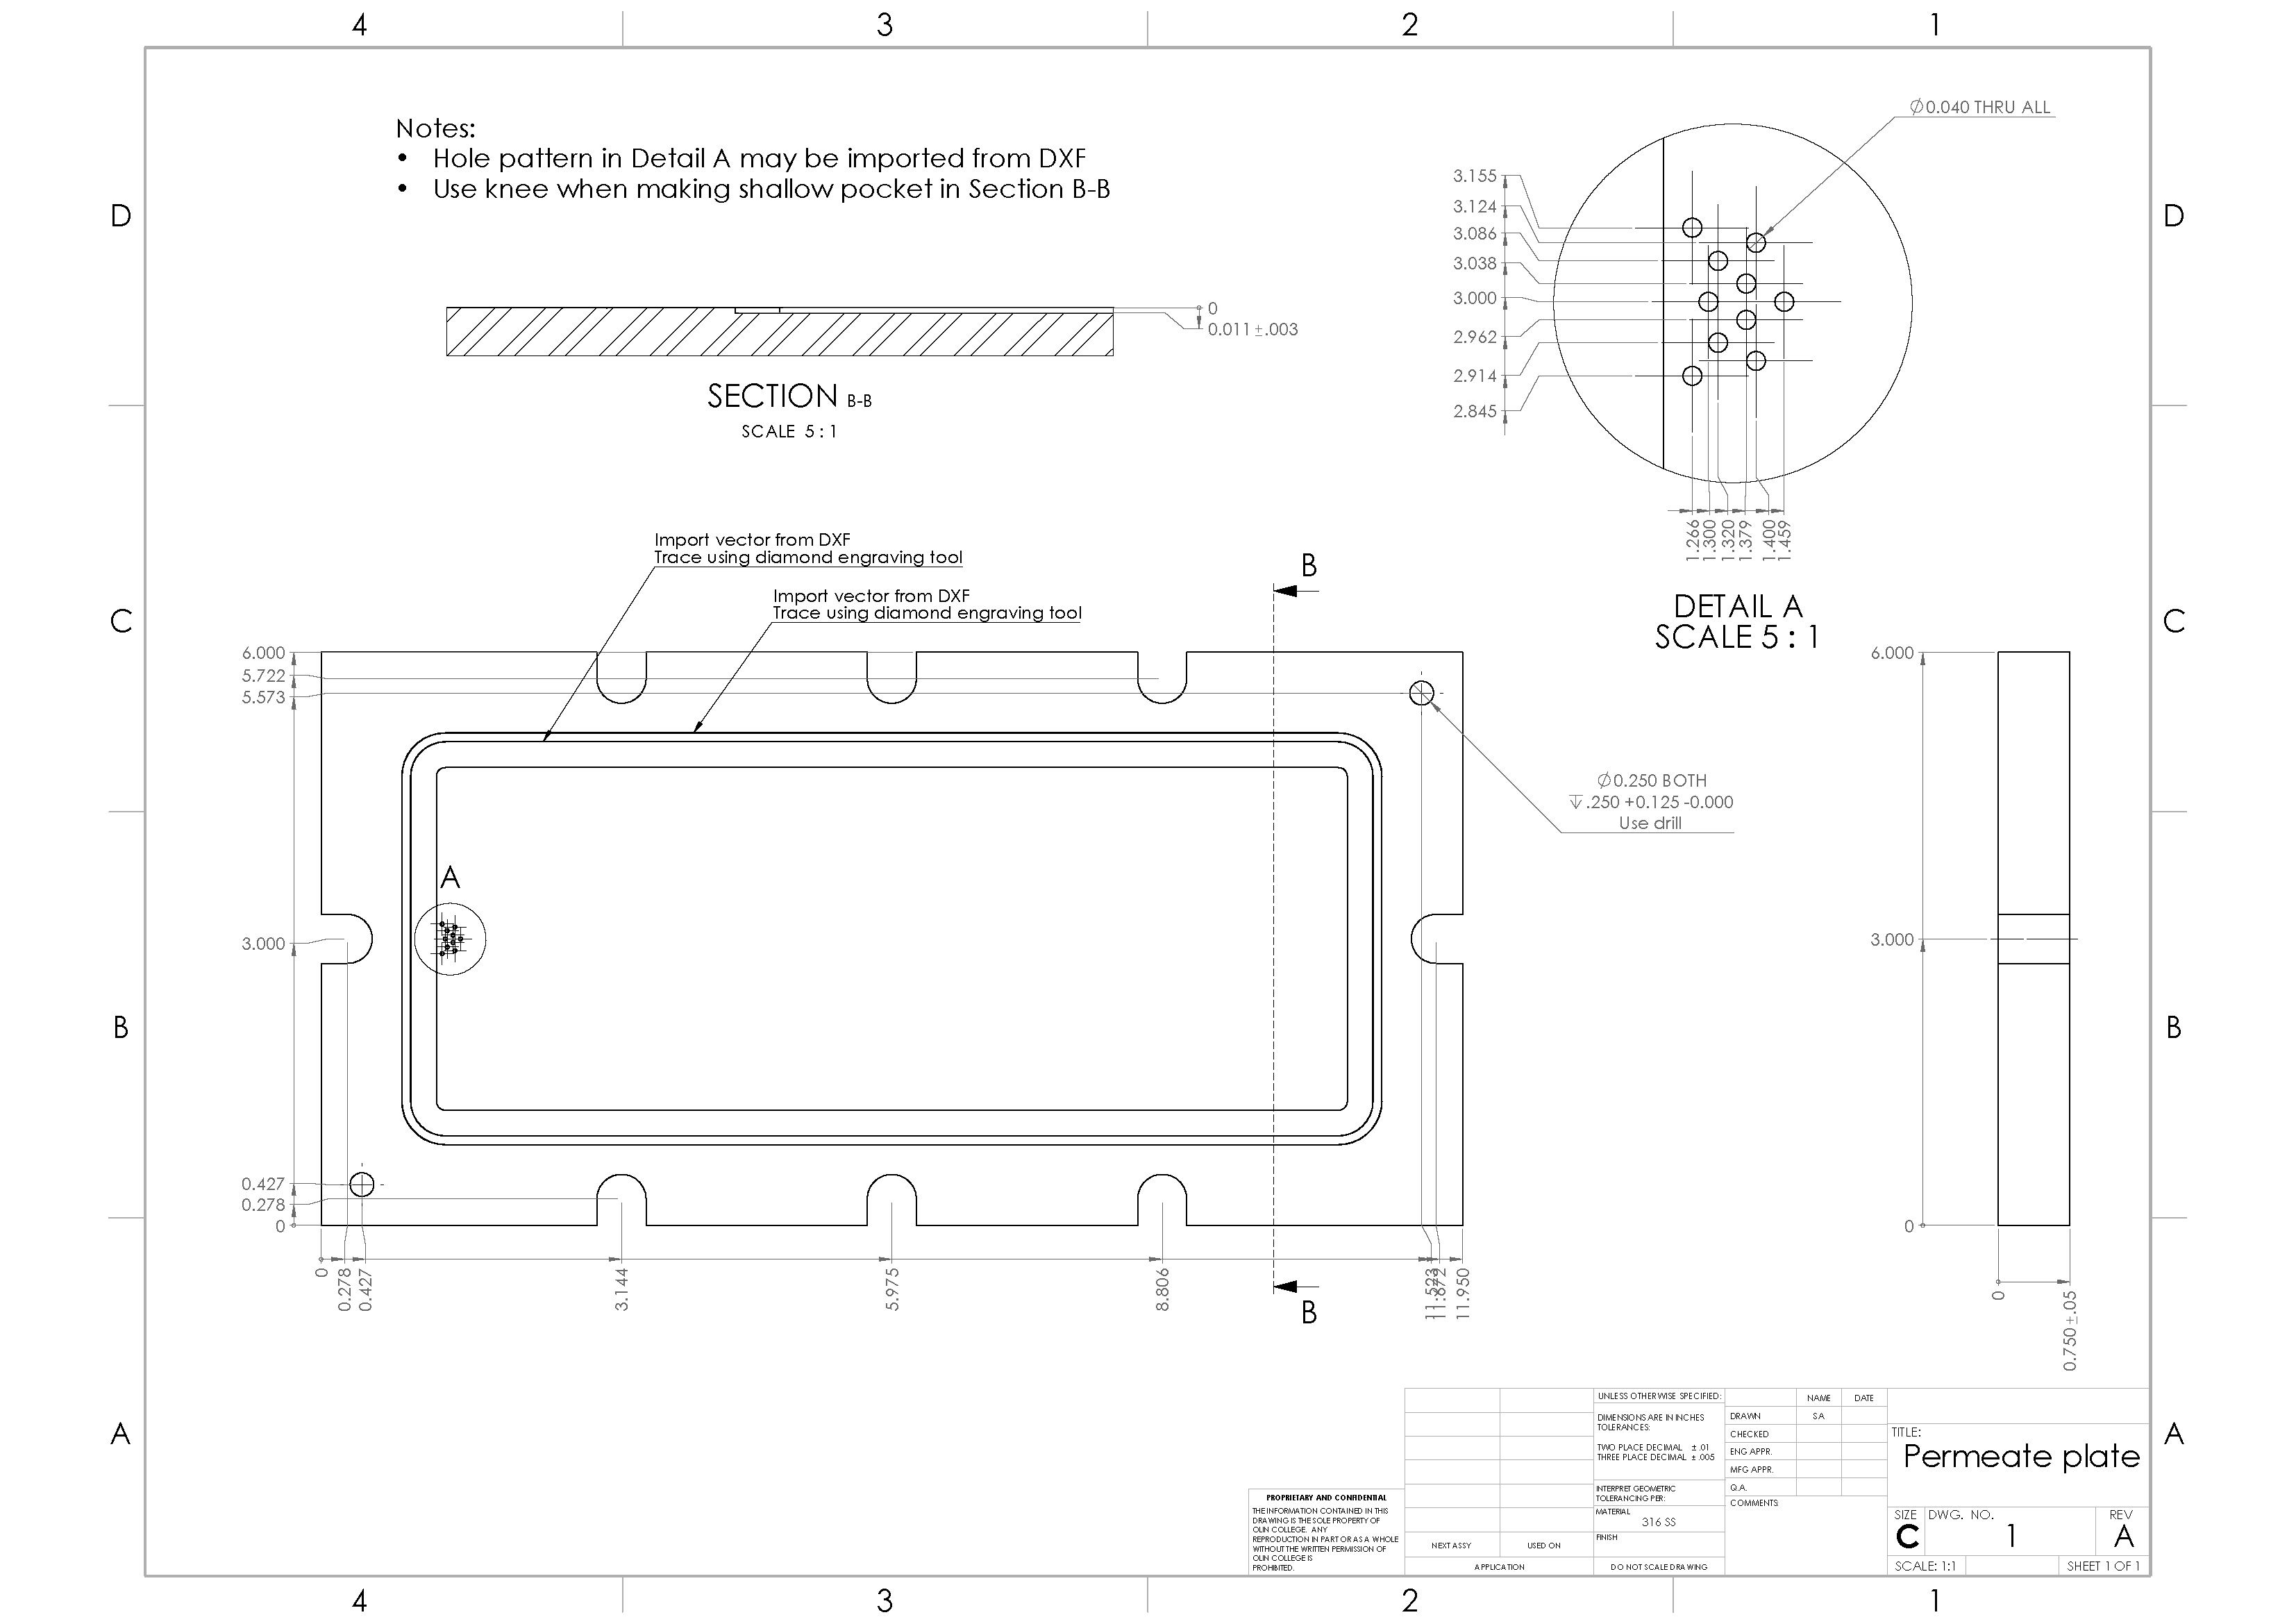 4 3 2 1
Notes:
• Hole pattern in Detail A may be imported from DXF
• Use knee when making shallow pocket in Section B-B
D D
⌀0.040 THRU ALL
3.155
3.124
3.086
3.038
3.000
2.962
2.914
2.845
1.266
1.300
1.320
1.379
1.400
1.459
DETAIL A
SCALE 5 : 1
0
0.011±.003
SECTION B-B
SCALE 5 : 1
C C
Import vector from DXF
Trace using diamond engraving tool
Import vector from DXF
Trace using diamond engraving tool
B
6.000
5.722
5.573
3.000
0.427
0.278
0
A
⌀0.250 BOTH
↧.250 +0.125 -0.000
Use drill
B B
0
0.278
0.427
3.144
5.975
8.806
11.523
11.672
11.950
B
6.000
3.000
0
0
0.750±.05
A A
PROPRIETARY AND CONFIDENTIAL
THE INFORMATION CONTAINED IN THIS
DRAWING IS THE SOLE PROPERTY OF
OLIN COLLEGE. ANY
REPRODUCTION IN PART OR AS A WHOLE
WITHOUT THE WRITTEN PERMISSION OF
OLIN COLLEGE IS
PROHIBITED.
NEXT ASSY USED ON
APPLICATION
UNLESS OTHERWISE SPECIFIED:
DIMENSIONS ARE IN INCHES
TOLERANCES:
TWO PLACE DECIMAL ± .01
THREE PLACE DECIMAL ± .005
INTERPRET GEOMETRIC
TOLERANCING PER:
MATERIAL
316 SS
FINISH
DO NOT SCALE DRAWING
NAME DATE
DRAWN SA
CHECKED
ENG APPR.
MFG APPR.
Q.A.
COMMENTS
TITLE:
Permeate plate
SIZE DWG. NO. REV
C 1 A
SCALE: 1:1 SHEET 1 OF 1
4 3 2 1